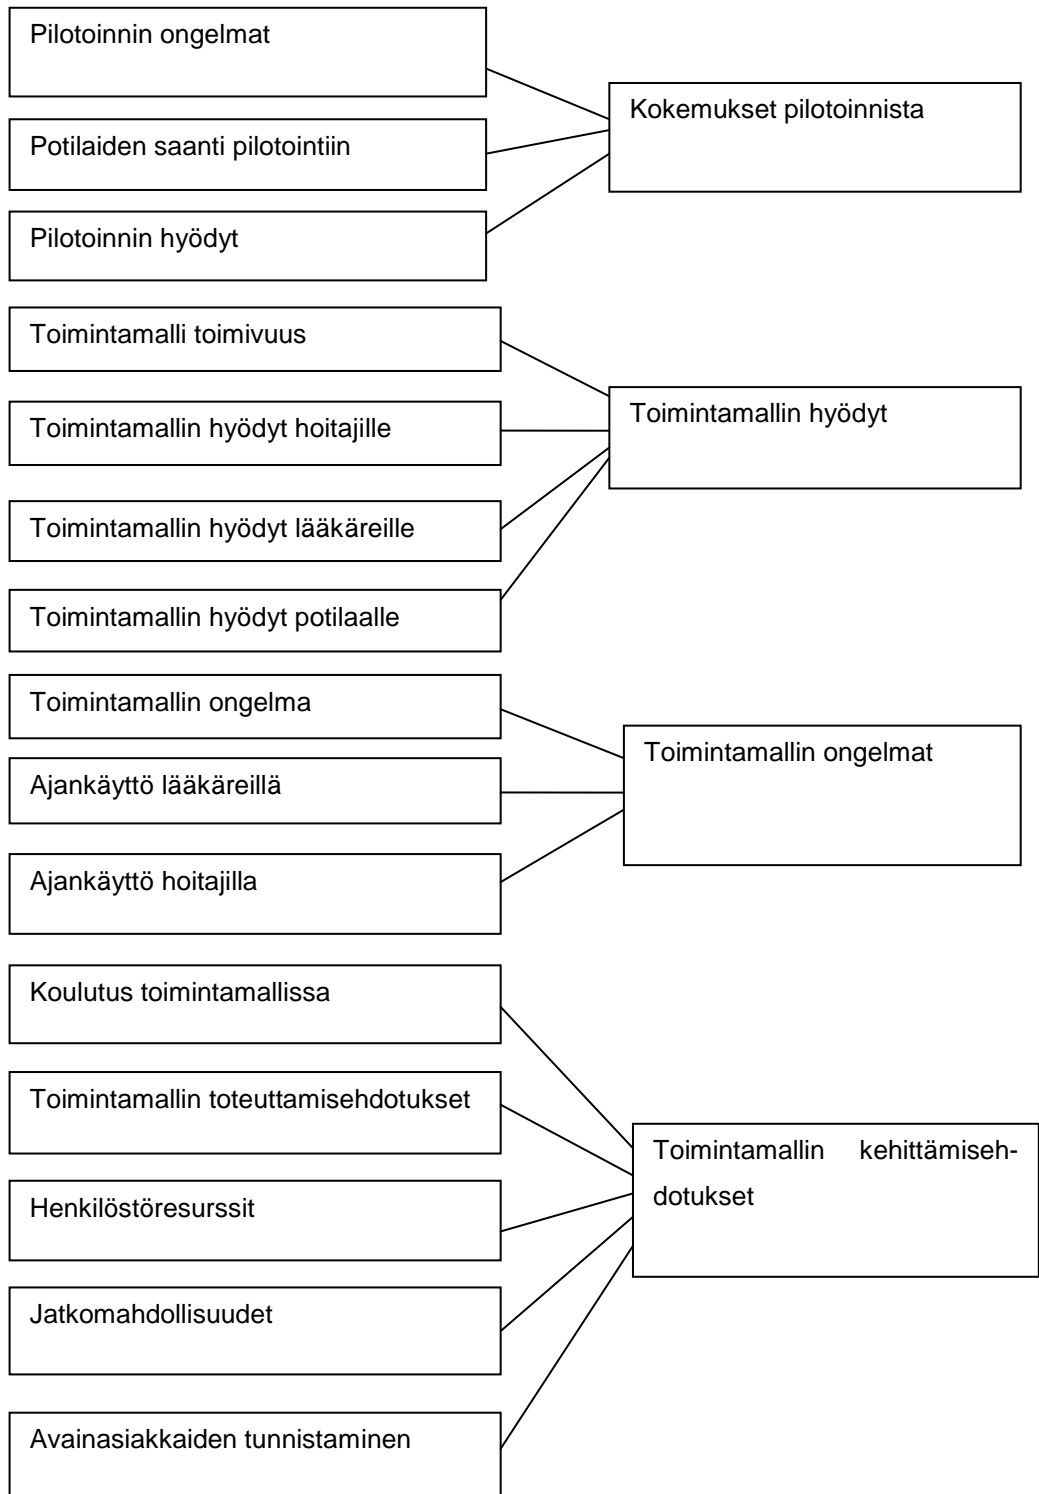 Pilotoinnin ongelmat
Potilaiden saanti pilotointiin
Pilotoinnin hyödyt
Kokemukset pilotoinnista
Toimintamalli toimivuus
Toimintamallin hyödyt hoitajille
Toimintamallin hyödyt lääkäreille
Toimintamallin hyödyt potilaalle
Toimintamallin hyödyt
Toimintamallin ongelma
Ajankäyttö lääkäreillä
Ajankäyttö hoitajilla
Toimintamallin ongelmat
Koulutus toimintamallissa
Toimintamallin toteuttamisehdotukset
Henkilöstöresurssit
Jatkomahdollisuudet
Avainasiakkaiden tunnistaminen
Toimintamallin kehittämiseh-
dotukset